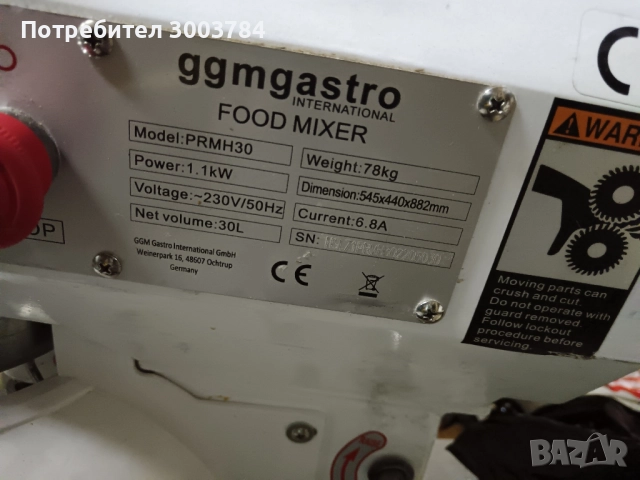 Потребител 3003784
ggmgastro
INTERNATIONAL
FOOD MIXER
Model:PRMH30
Power:1.1kW
Voltage:~230V/50Hz
Net volume:30L
Weight:78kg
Dimension:545x440x882mm
Current:6.8A
SN:
GGM Gastro International GmbH
Weinerpark 16, 48607 Ochtrup
Germany
CE
OP
WARN
Moving parts can
crush and cut.
Do not operate with
guard removed.
Follow lockout
procedure before
servicing.
BAZAR